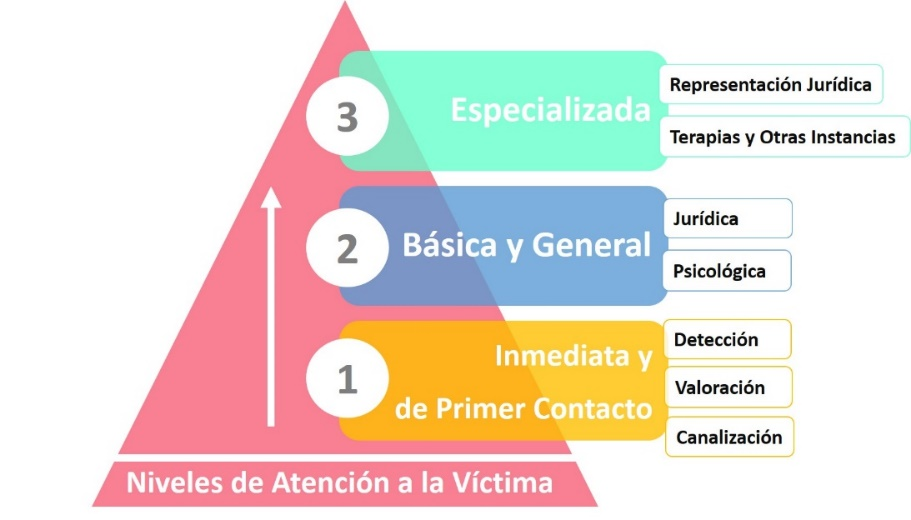 3
Especializada
Representación Jurídica
Terapias y Otras Instancias
2
Básica y General
Jurídica
Psicológica
1
Inmediata y
de Primer Contacto
Detección
Valoración
Canalización
Niveles de Atención a la Víctima